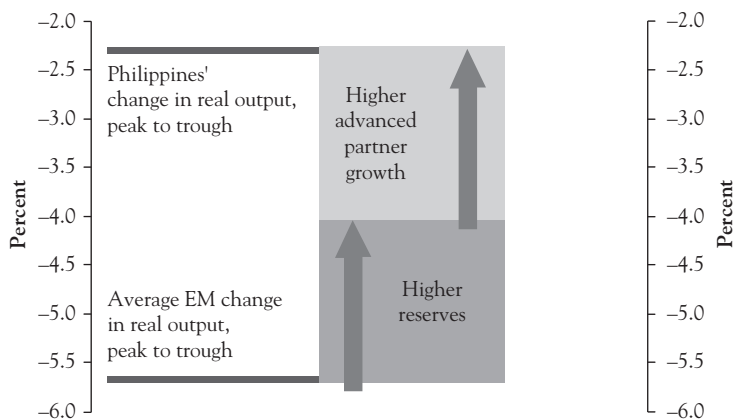 Percent
–2.0
–2.5
–3.0
–3.5
–4.0
–4.5
–5.0
–5.5
–6.0
Philippines'
change in real output,
peak to trough
Average EM change
in real output,
peak to trough
Higher
advanced
partner
growth
Higher
reserves
–2.0
–2.5
–3.0
–3.5
–4.0
–4.5
–5.0
–5.5
–6.0
Percent